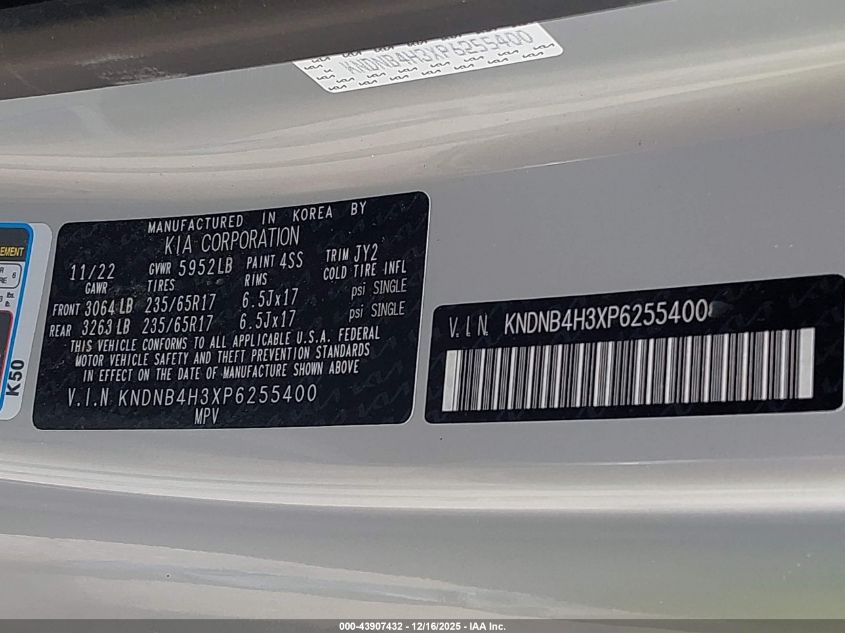 KNDNB4H3XP6255400
MANUFACTURED IN KOREA BY
KIA CORPORATION
11/22 GVWR 5952LB PAINT 4SS TRIM JY2
GAWR TIRES RIMS COLD TIRE INFL
FRONT 3064 LB 235/65R17 6.5Jx17 psi SINGLE
REAR 3263 LB 235/65R17 6.5Jx17 psi SINGLE
THIS VEHICLE CONFORMS TO ALL APPLICABLE U.S.A. FEDERAL
MOTOR VEHICLE SAFETY AND THEFT PREVENTION STANDARDS
IN EFFECT ON THE DATE OF MANUFACTURE SHOWN ABOVE
V.I.N KNDNB4H3XP6255400
MPV
V.I.N. KNDNB4H3XP6255400
K50
000-43907432 - 12/16/2025 - IAA Inc.